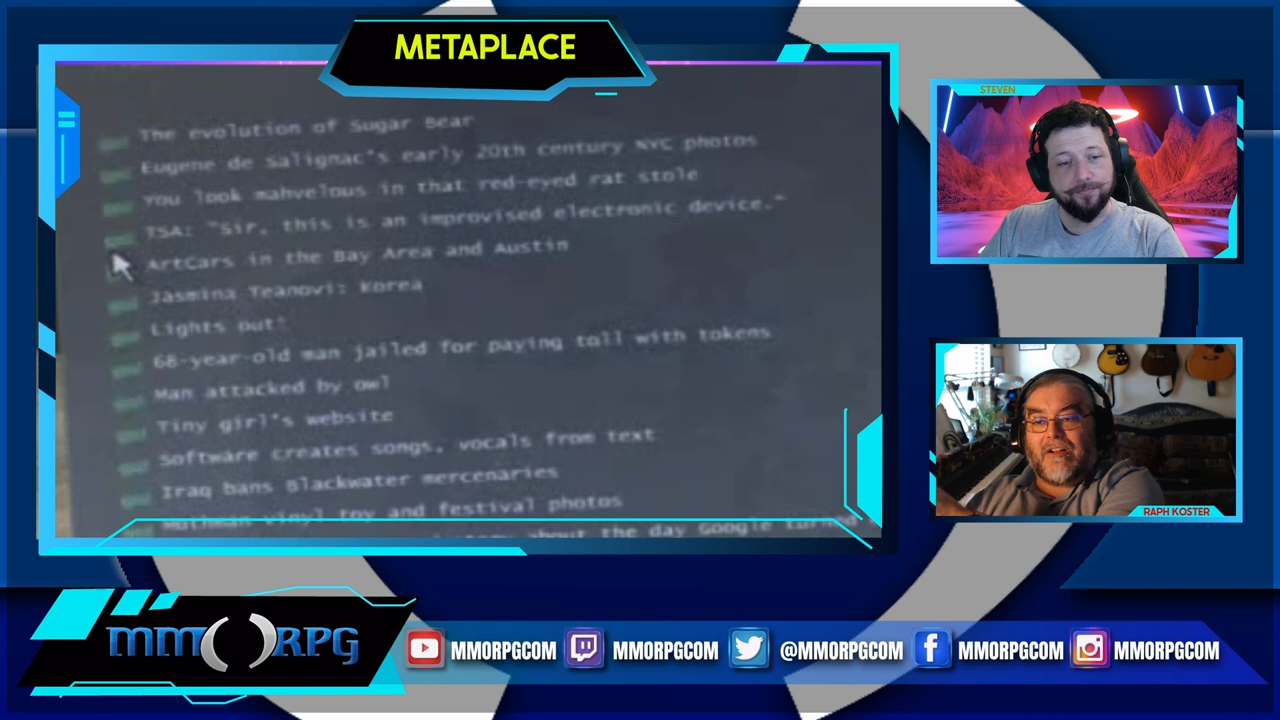 METAPLACE
The evolution of Sugar Bear
Eugene de Salignac's early 20th century NYC photos
You look mahvelous in that red-eyed rat stole
TSA: "Sir, this is an improvised electronic device."
ArtCars in the Bay Area and Austin
Jasmina Teanovi: Korea
Lights out!
68-year-old man jailed for paying toll with tokens
Man attacked by owl
Tiny girl's website
Software creates songs, vocals from text
Iraq bans Blackwater mercenaries
Mothman vinyl toy and festival photos
about the day Google turned
STEVEN
RAPH KOSTER
MMORPG
MMORPGCOM
MMORPGCOM
@MMORPGCOM
MMORPGCOM
MMORPGCOM